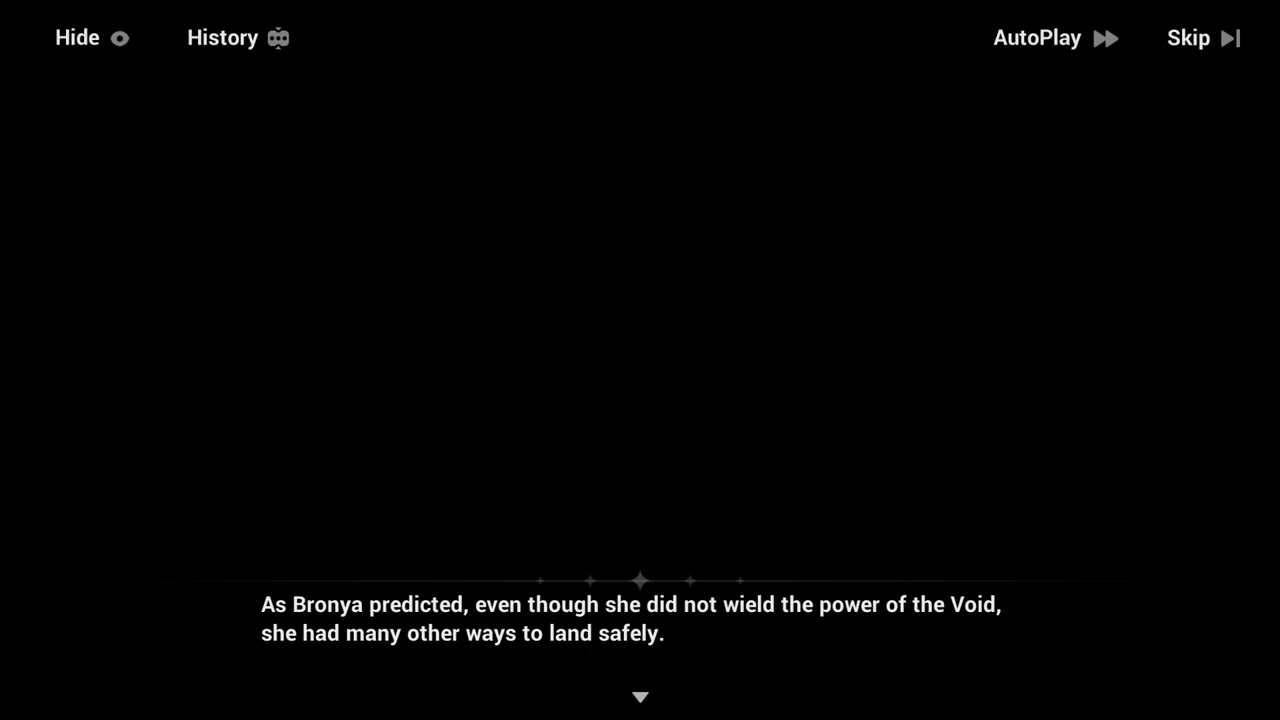 Hide
History
AutoPlay
Skip
As Bronya predicted, even though she did not wield the power of the Void,
she had many other ways to land safely.